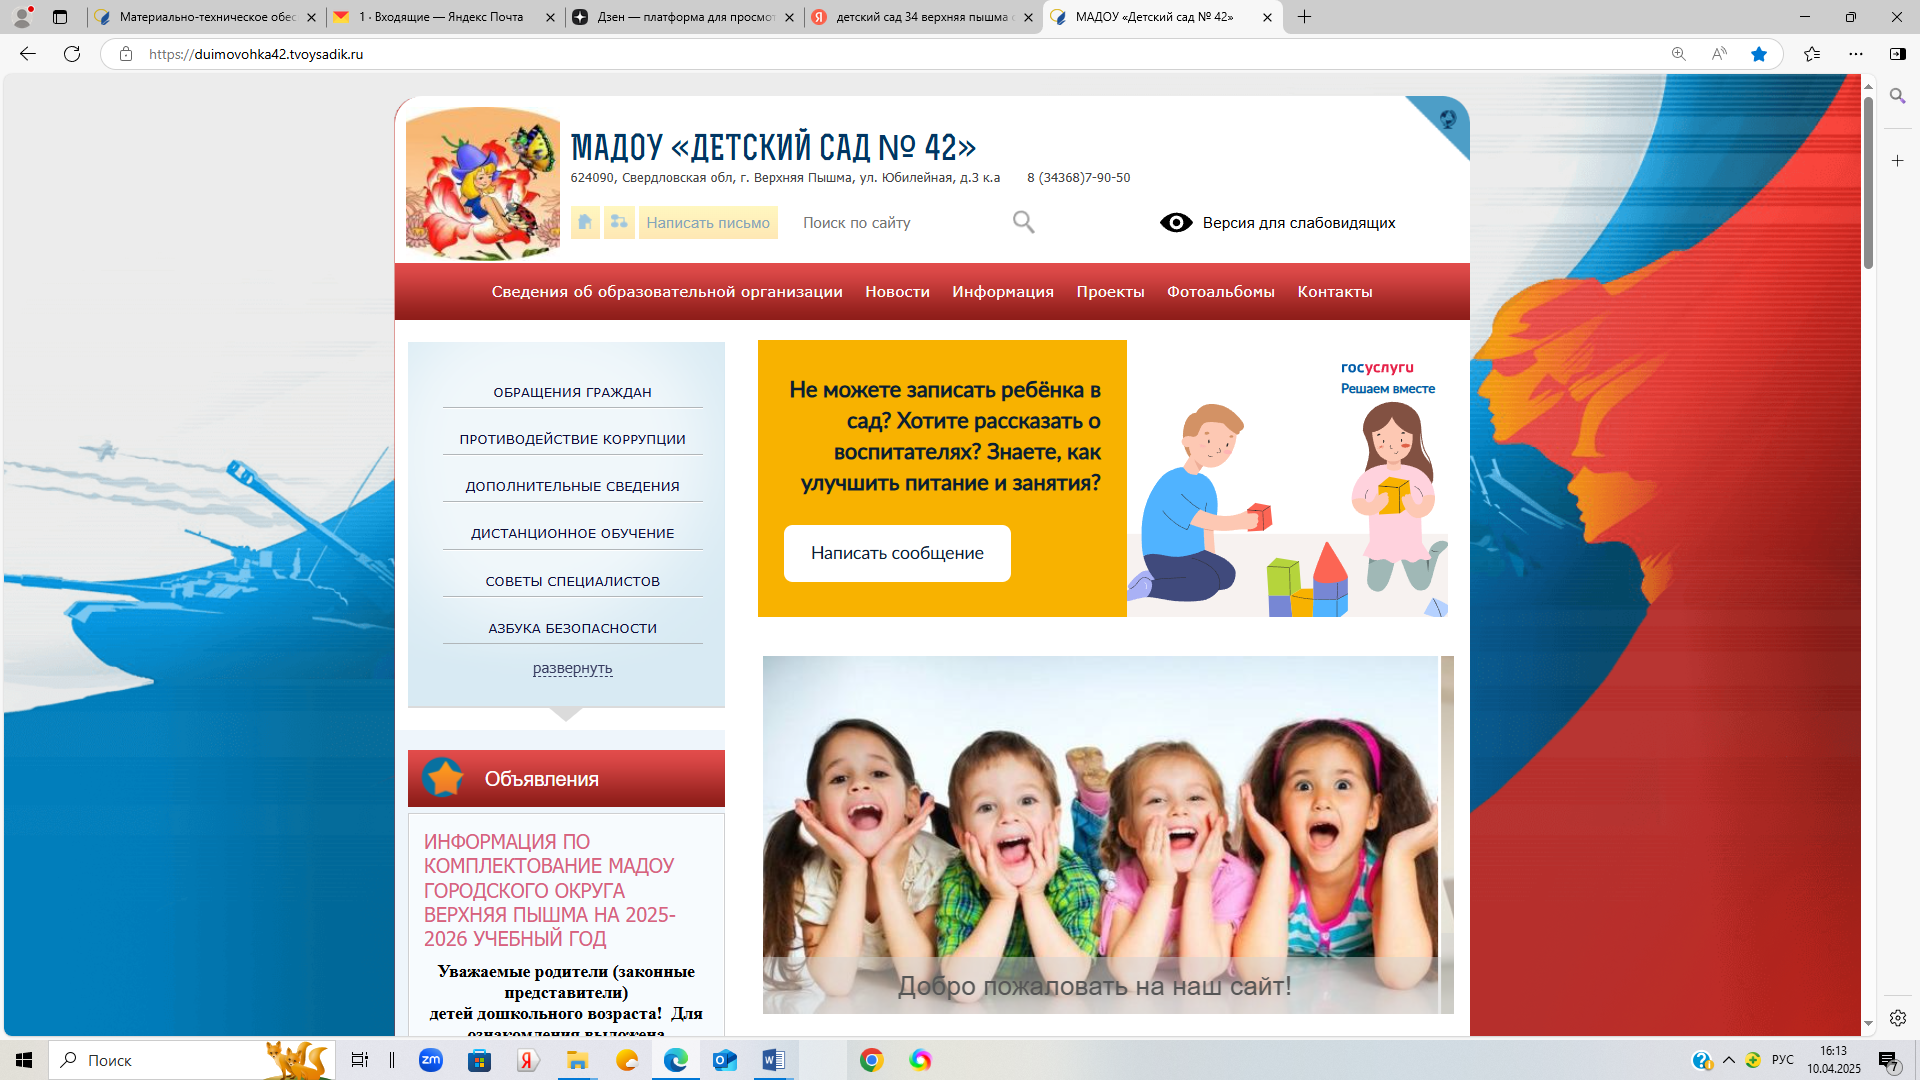 Материально-техническое обес
1 · Входящие — Яндекс Почта
Дзен — платформа для просмот
детский сад 34 верхняя пышма
МАДОУ «Детский сад № 42»
https://duimovohka42.tvoysadik.ru
МАДОУ «ДЕТСКИЙ САД № 42»
624090, Свердловская обл, г. Верхняя Пышма, ул. Юбилейная, д.3 к.а 8 (34368)7-90-50
Написать письмо
Поиск по сайту
Версия для слабовидящих
Сведения об образовательной организации Новости Информация Проекты Фотоальбомы Контакты
ОБРАЩЕНИЯ ГРАЖДАН
ПРОТИВОДЕЙСТВИЕ КОРРУПЦИИ
ДОПОЛНИТЕЛЬНЫЕ СВЕДЕНИЯ
ДИСТАНЦИОННОЕ ОБУЧЕНИЕ
СОВЕТЫ СПЕЦИАЛИСТОВ
АЗБУКА БЕЗОПАСНОСТИ
развернуть
Не можете записать ребёнка в
сад? Хотите рассказать о
воспитателях? Знаете, как
улучшить питание и занятия?
Написать сообщение
госуслуги
Решаем вместе
Объявления
ИНФОРМАЦИЯ ПО
КОМПЛЕКТОВАНИЕ МАДОУ
ГОРОДСКОГО ОКРУГА
ВЕРХНЯЯ ПЫШМА НА 2025-
2026 УЧЕБНЫЙ ГОД
Уважаемые родители (законные
представители)
детей дошкольного возраста! Для
ознакомления выложена
Добро пожаловать на наш сайт!
Поиск
zm
РУС
16:13
10.04.2025
7